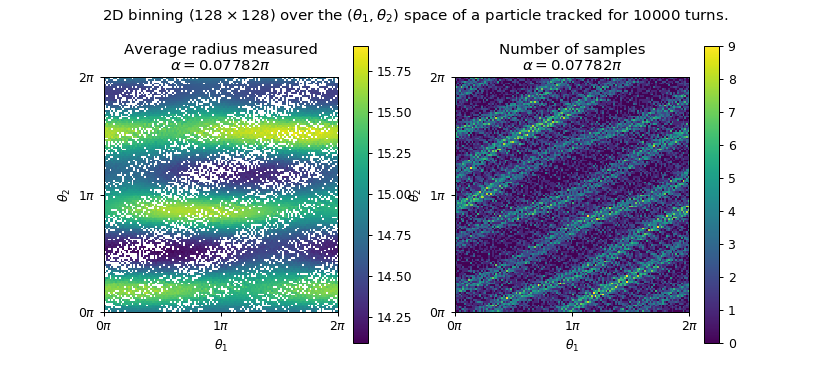 2D binning (128 × 128) over the (θ₁, θ₂) space of a particle tracked for 10000 turns.
Average radius measured
α = 0.07782π
2π
1π
0π
θ₂
0π
1π
2π
θ₁
15.75
15.50
15.25
15.00
14.75
14.50
14.25
Number of samples
α = 0.07782π
2π
1π
0π
θ₂
0π
1π
2π
θ₁
9
8
7
6
5
4
3
2
1
0